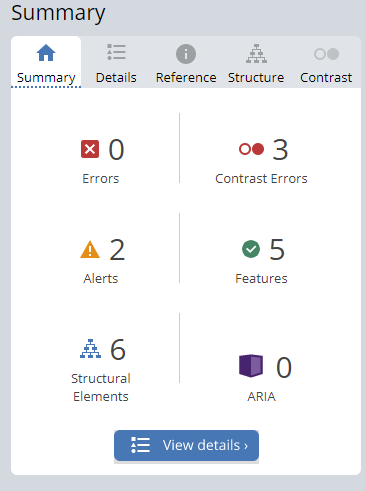 Summary
Summary Details Reference Structure Contrast
0 3
Errors Contrast Errors
2 5
Alerts Features
6 0
Structural
Elements ARIA
View details ›